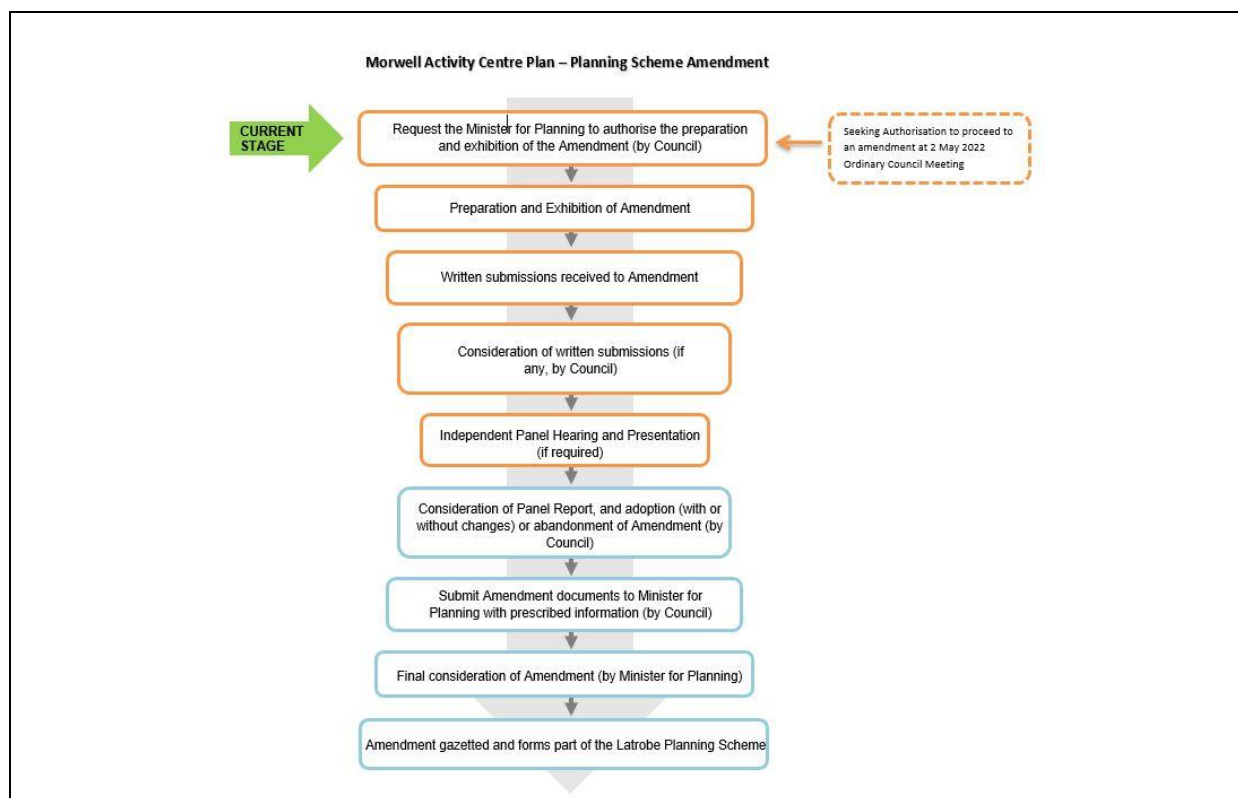 Morwell Activity Centre Plan – Planning Scheme Amendment
CURRENT
STAGE
Request the Minister for Planning to authorise the preparation
and exhibition of the Amendment (by Council)
Seeking Authorisation to proceed to
an amendment at 2 May 2022
Ordinary Council Meeting
Preparation and Exhibition of Amendment
Written submissions received to Amendment
Consideration of written submissions (if
any, by Council)
Independent Panel Hearing and Presentation
(if required)
Consideration of Panel Report, and adoption (with or
without changes) or abandonment of Amendment (by
Council)
Submit Amendment documents to Minister for
Planning with prescribed information (by Council)
Final consideration of Amendment (by Minister for Planning)
Amendment gazetted and forms part of the Latrobe Planning Scheme